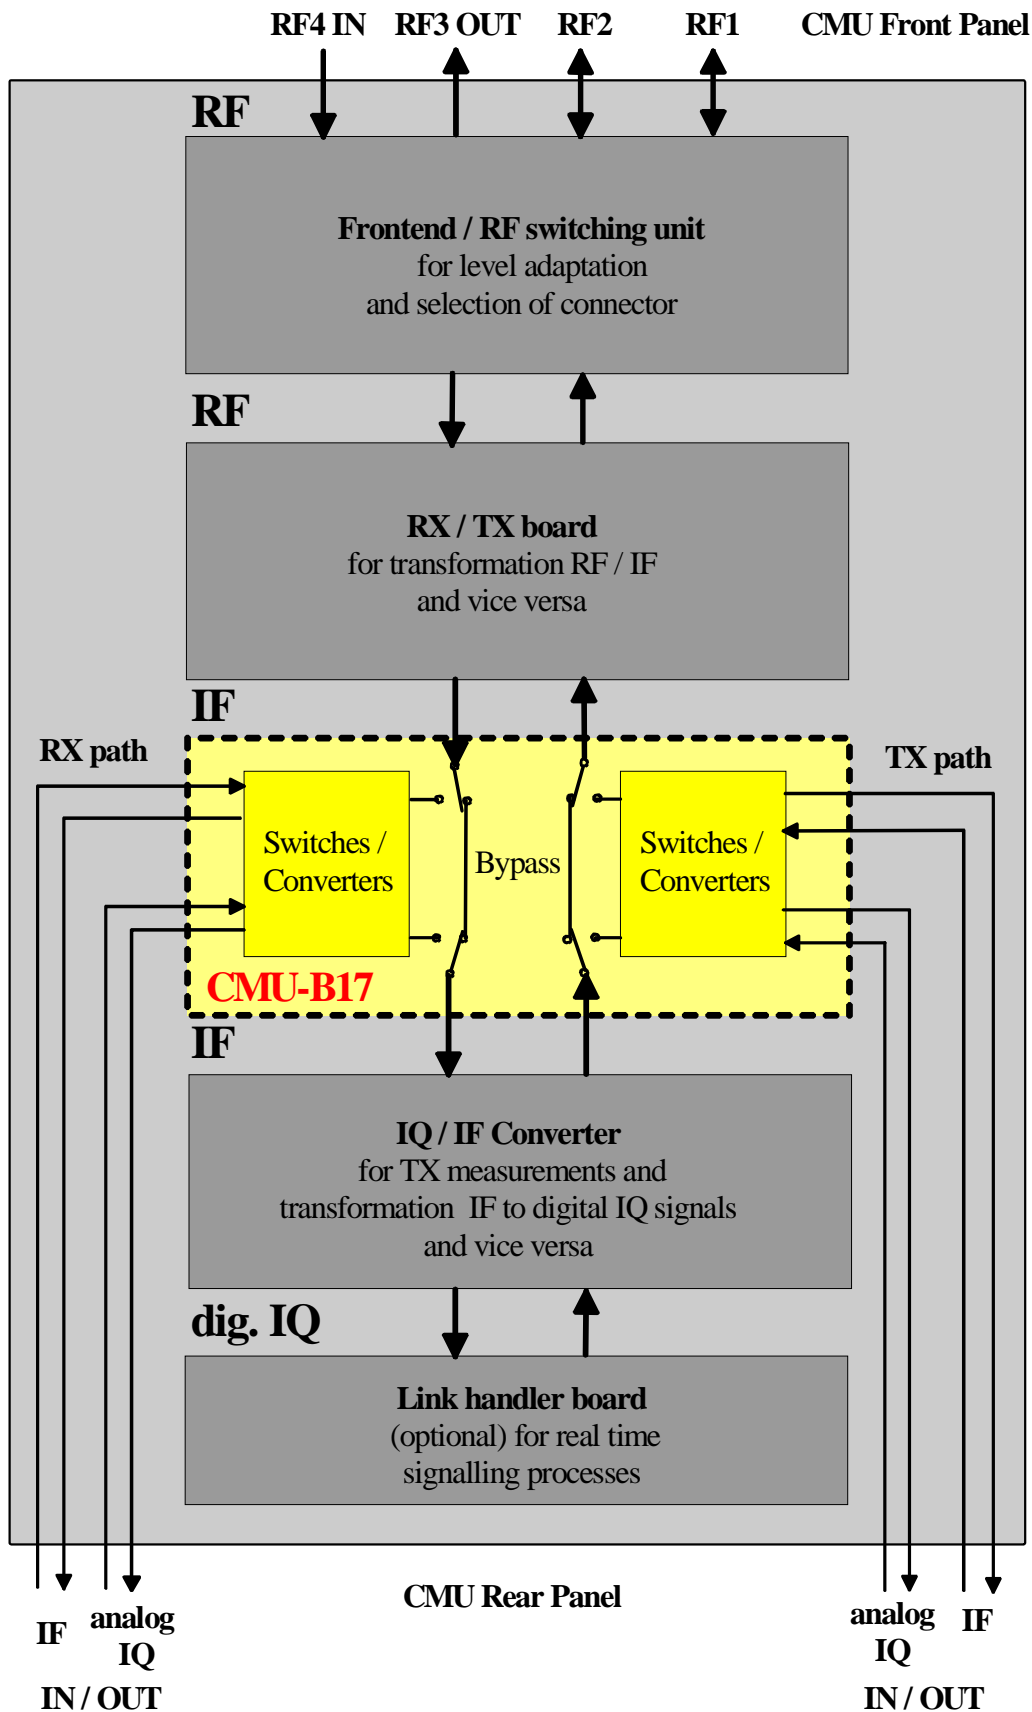 RF4 IN RF3 OUT RF2 RF1 CMU Front Panel
RF
Frontend / RF switching unit
for level adaptation
and selection of connector
RF
RX / TX board
for transformation RF / IF
and vice versa
IF
RX path
TX path
Switches /
Converters
Bypass
Switches /
Converters
CMU-B17
IF
IQ / IF Converter
for TX measurements and
transformation IF to digital IQ signals
and vice versa
dig. IQ
Link handler board
(optional) for real time
signalling processes
CMU Rear Panel
IF
analog
IQ
IN / OUT
analog
IQ
IF
IN / OUT